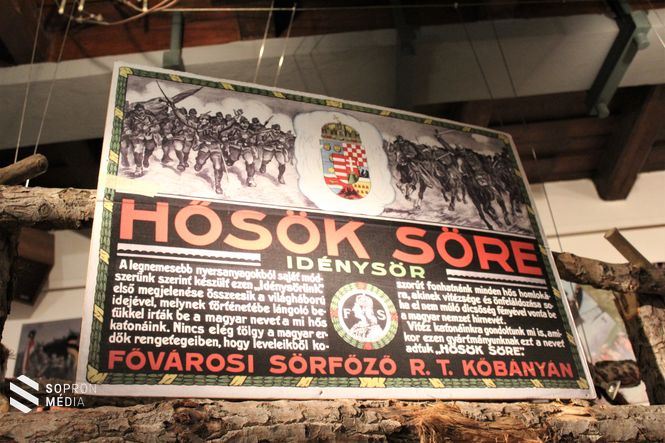 HŐSÖK SÖRE
IDÉNYSÖR
A legnemesebb nyersanyagokból saját mód-
szerünk szerint készült ezen „Idénysörünk"
első megjelenése összeesik a világháború
idejével, melynek történetébe lángoló be-
tűkkel írták be a magyar nevet a mi hős
katonáink. Nincs elég tölgy a magyar er-
dők rengetegeiben, hogy leveleikből ko-
szorút fonhatnánk minden hős homloká-
ra, akinek vitézsége és önfeláldozása ál-
tal el nem múló dicsőség fényével vonta be
a magyar nemzet hírnevét.
Vitéz katonáinkra gondoltunk mi is, ami-
kor ezen gyártmányunknak ezt a nevet
adtuk „HŐSÖK SÖRE".
F S
FŐVÁROSI SÖRFŐZŐ R. T. KŐBÁNYÁN
SOPRON
MÉDIA